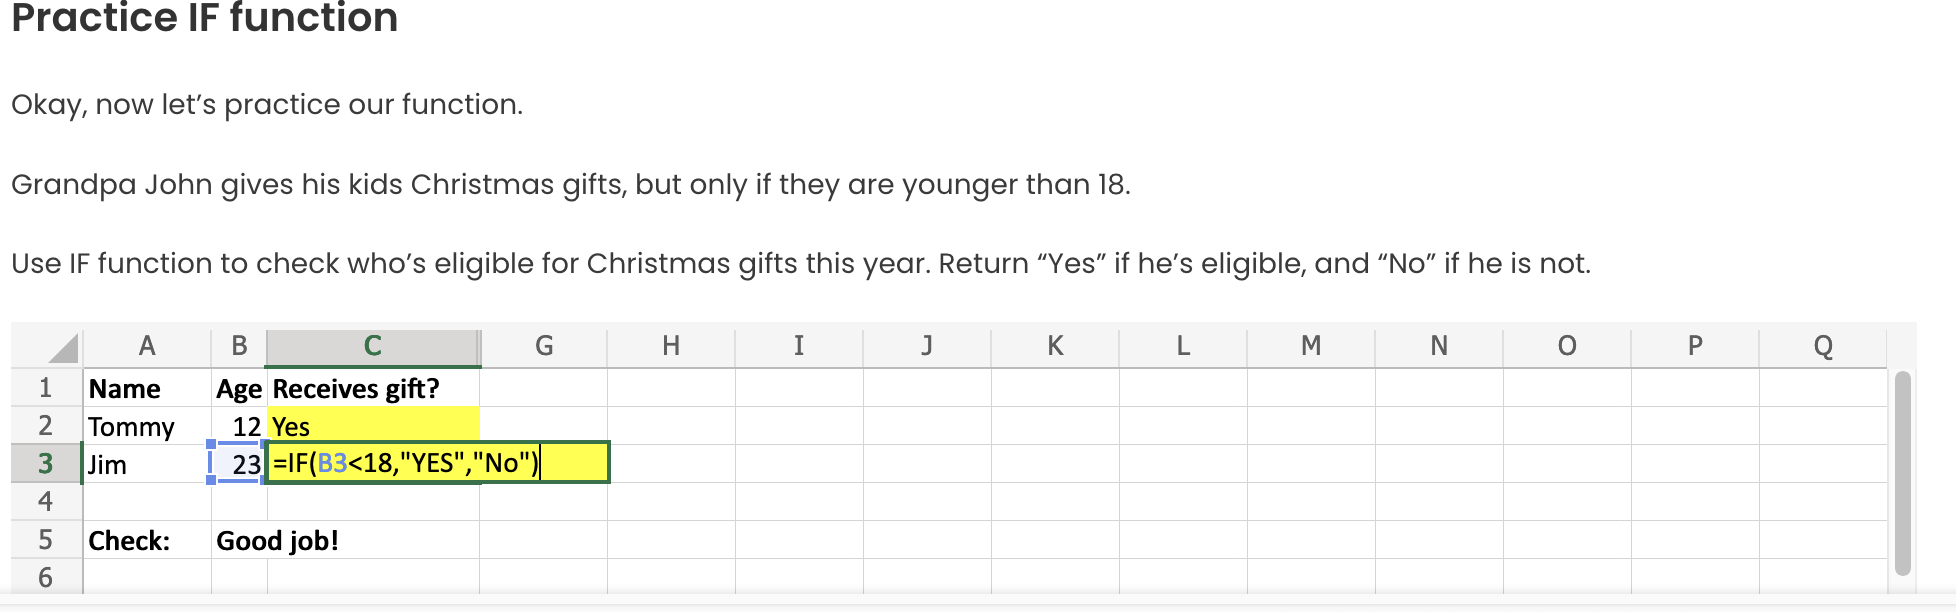 Practice IF function
Okay, now let’s practice our function.
Grandpa John gives his kids Christmas gifts, but only if they are younger than 18.
Use IF function to check who’s eligible for Christmas gifts this year. Return “Yes” if he’s eligible, and “No” if he is not.
A B C G H I J K L M N O P Q
1 Name Age Receives gift?
2 Tommy 12 Yes
3 Jim 23 =IF(B3<18,"YES","No")
4
5 Check: Good job!
6